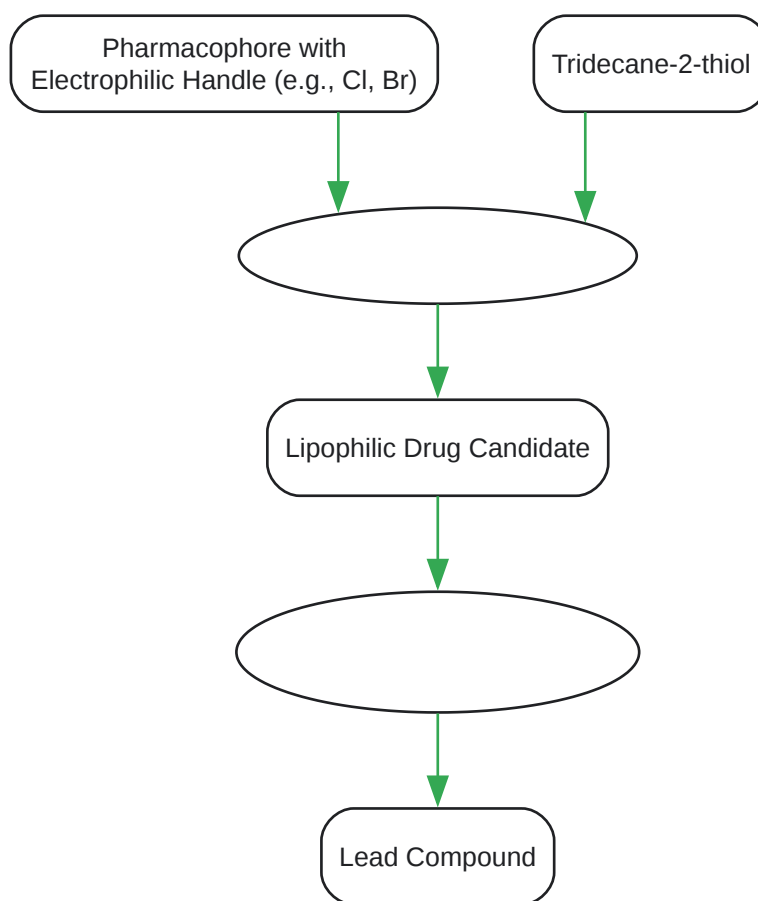 Pharmacophore with
Electrophilic Handle (e.g., Cl, Br)
Tridecane-2-thiol
Lipophilic Drug Candidate
Lead Compound